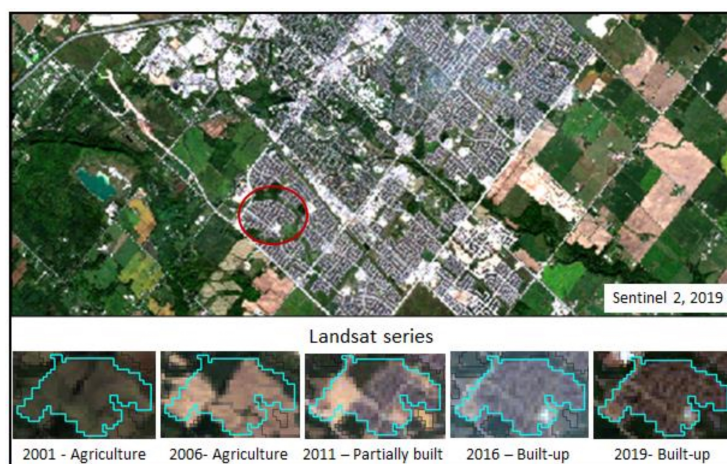 Sentinel 2, 2019
Landsat series
2001 - Agriculture
2006- Agriculture
2011 – Partially built
2016 – Built-up
2019- Built-up